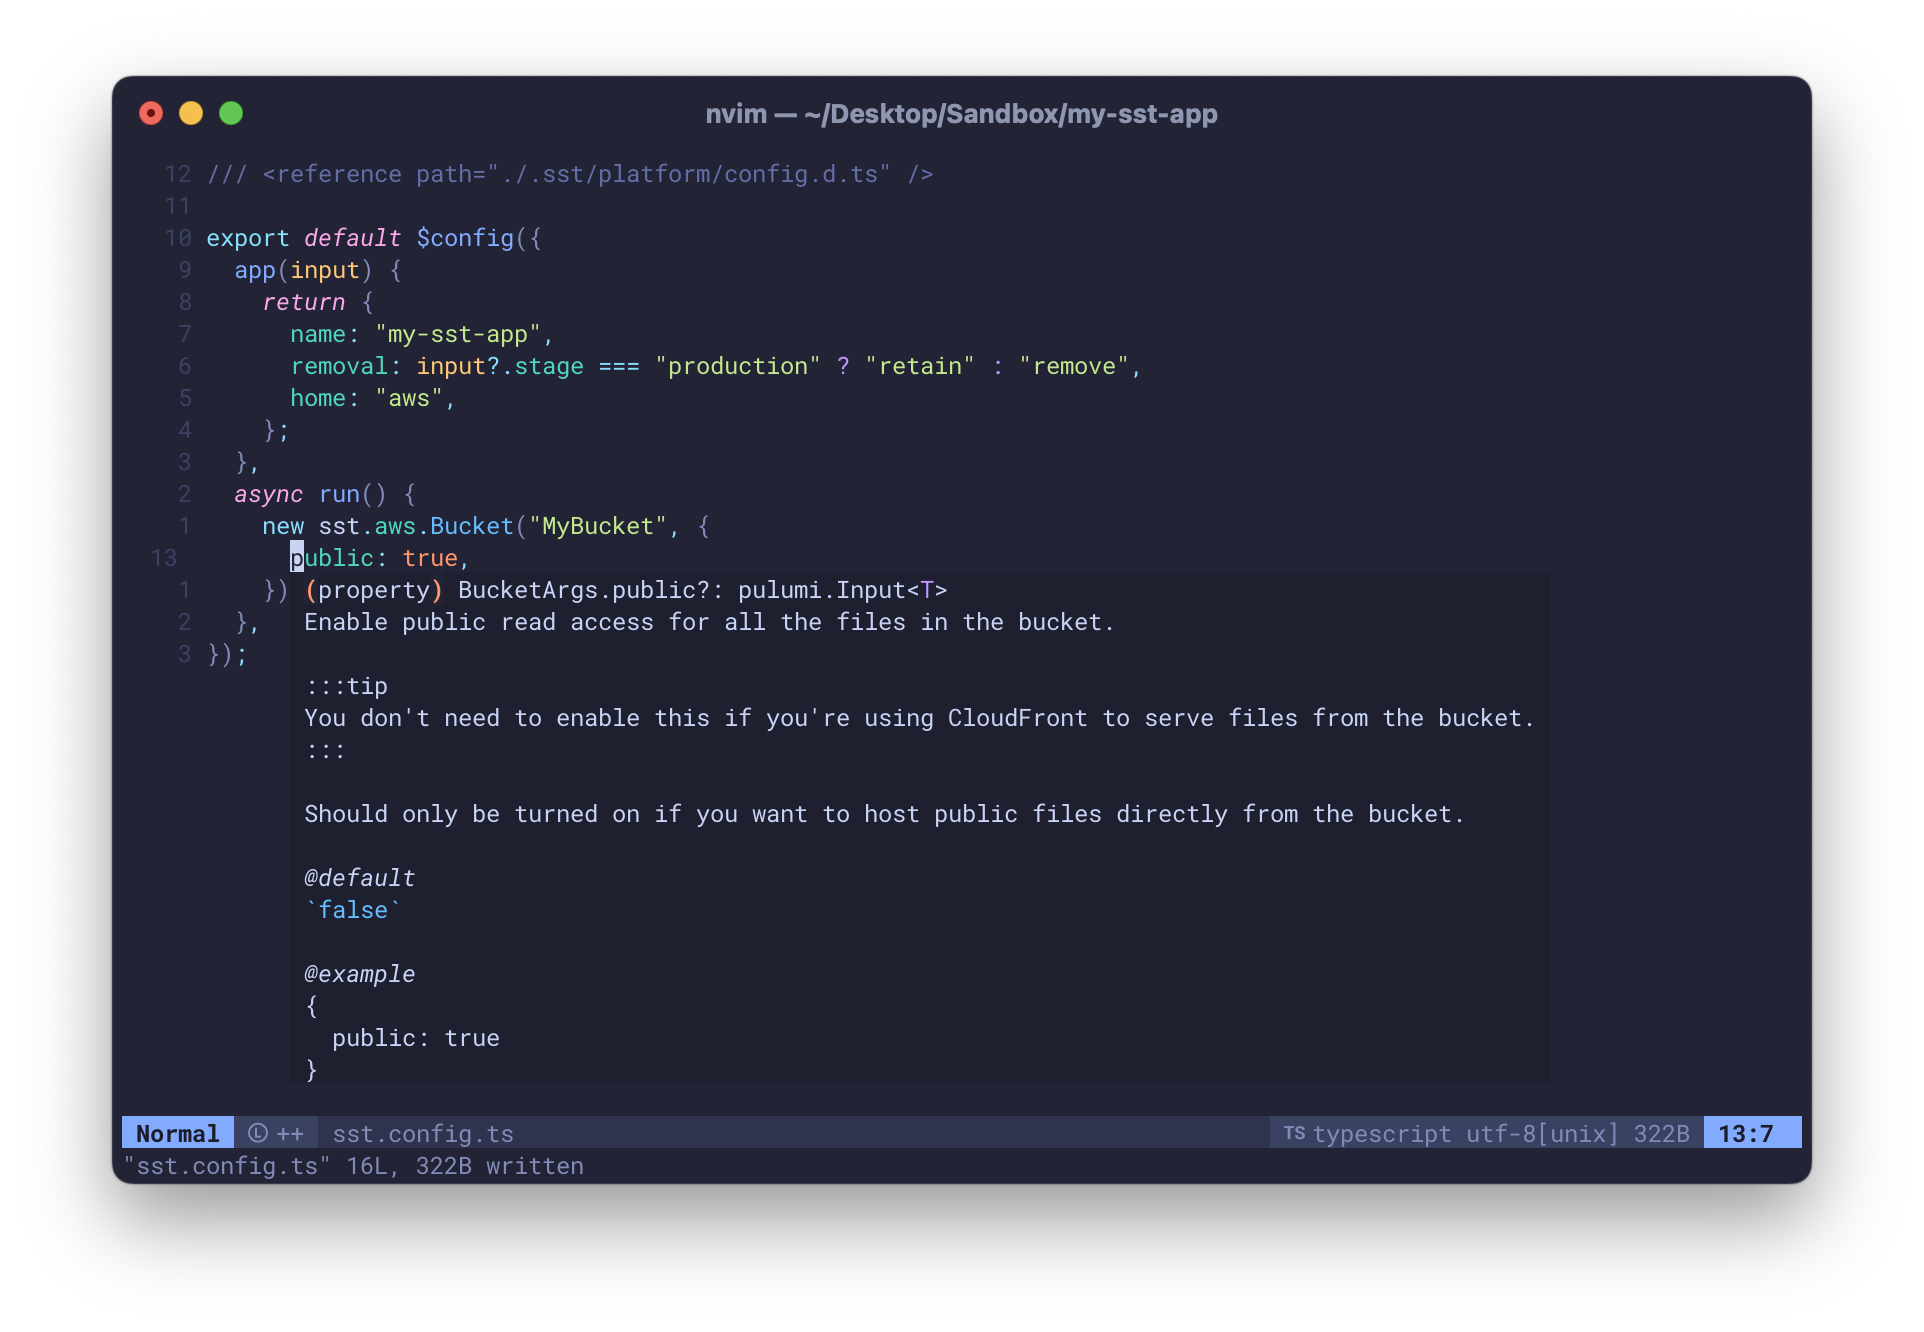 nvim — ~/Desktop/Sandbox/my-sst-app
12 /// <reference path="./.sst/platform/config.d.ts" />
11
10 export default $config({
9   app(input) {
8     return {
7       name: "my-sst-app",
6       removal: input?.stage === "production" ? "retain" : "remove",
5       home: "aws",
4     };
3   },
2   async run() {
1     new sst.aws.Bucket("MyBucket", {
13       public: true,
1     }) (property) BucketArgs.public?: pulumi.Input<T>
2   }, Enable public read access for all the files in the bucket.
3 });
:::tip
You don't need to enable this if you're using CloudFront to serve files from the bucket.
:::
Should only be turned on if you want to host public files directly from the bucket.
@default
`false`
@example
{
  public: true
}
Normal Ⓛ ++ sst.config.ts TS typescript utf-8[unix] 322B 13:7
"sst.config.ts" 16L, 322B written